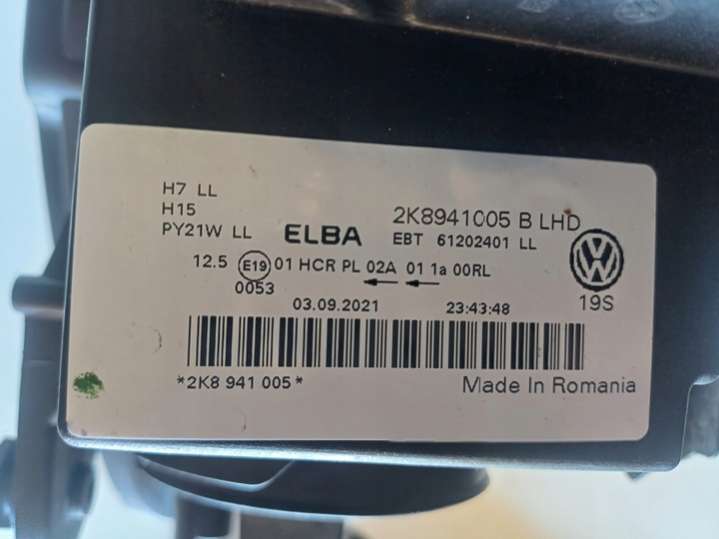 H7 LL
H15
PY21W LL
ELBA
2K8941005 B LHD
EBT 61202401 LL
12.5 E19 01 HCR PL 02A 01 1a 00RL
0053
03.09.2021 23:43:48
19S
*2K8 941 005*
Made In Romania